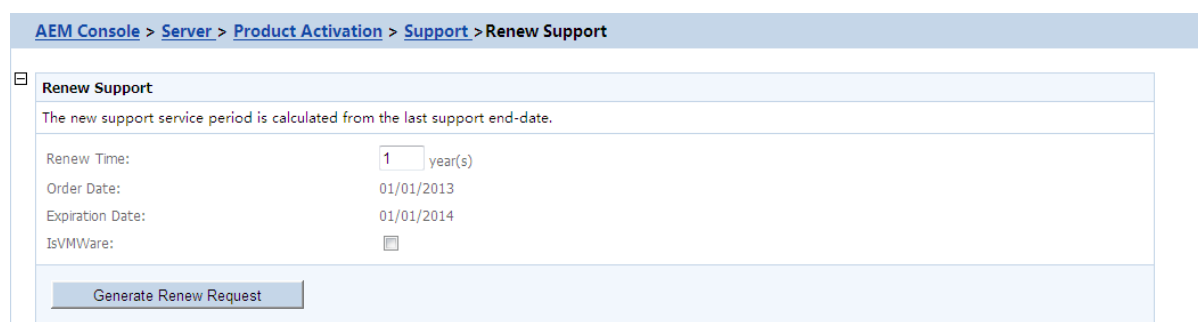 AEM Console > Server > Product Activation > Support >Renew Support
Renew Support
The new support service period is calculated from the last support end-date.
Renew Time: 1 year(s)
Order Date: 01/01/2013
Expiration Date: 01/01/2014
IsVMWare:
Generate Renew Request